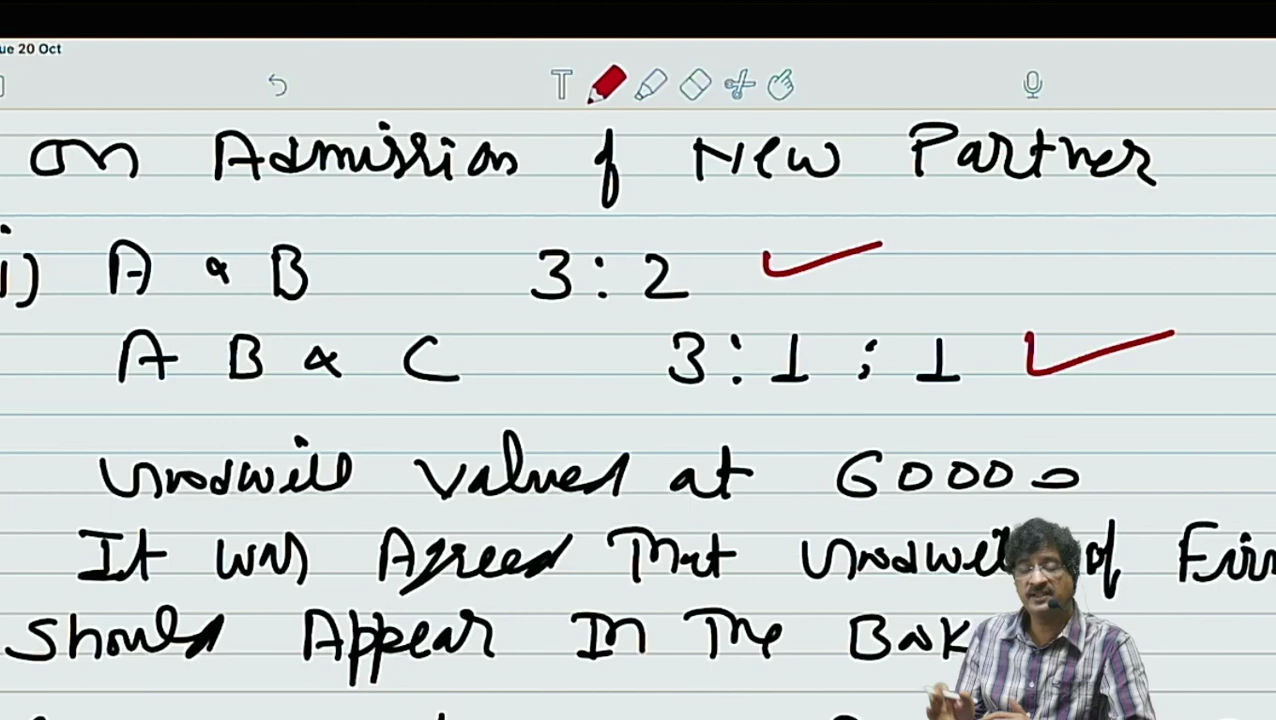 ue 20 Oct
T
on Admission of New Partner
i) A & B 3:2
A B & C 3:1:1
Goodwill valued at 60000
It was Agreed That Goodwill of Firm
Should Appear In The Book